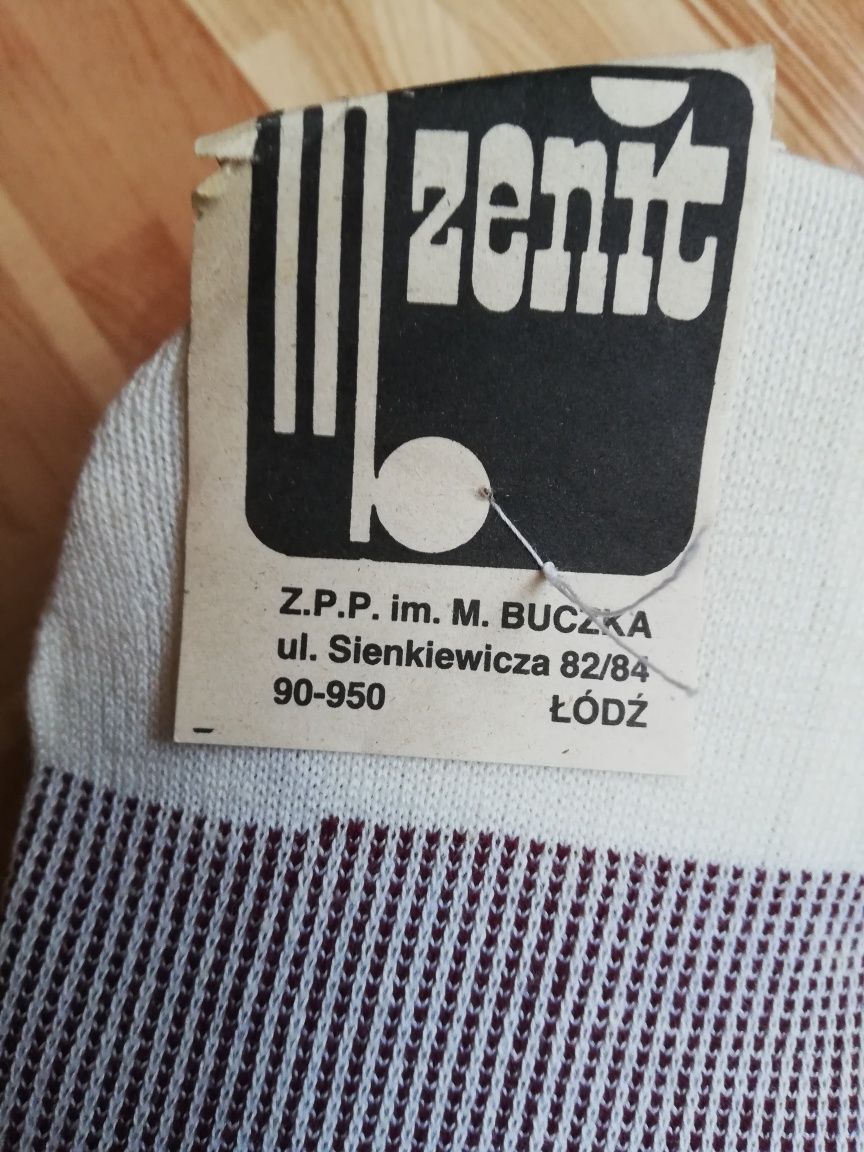 zenit
Z.P.P. im. M. BUCZKA
ul. Sienkiewicza 82/84
90-950 ŁÓDŹ